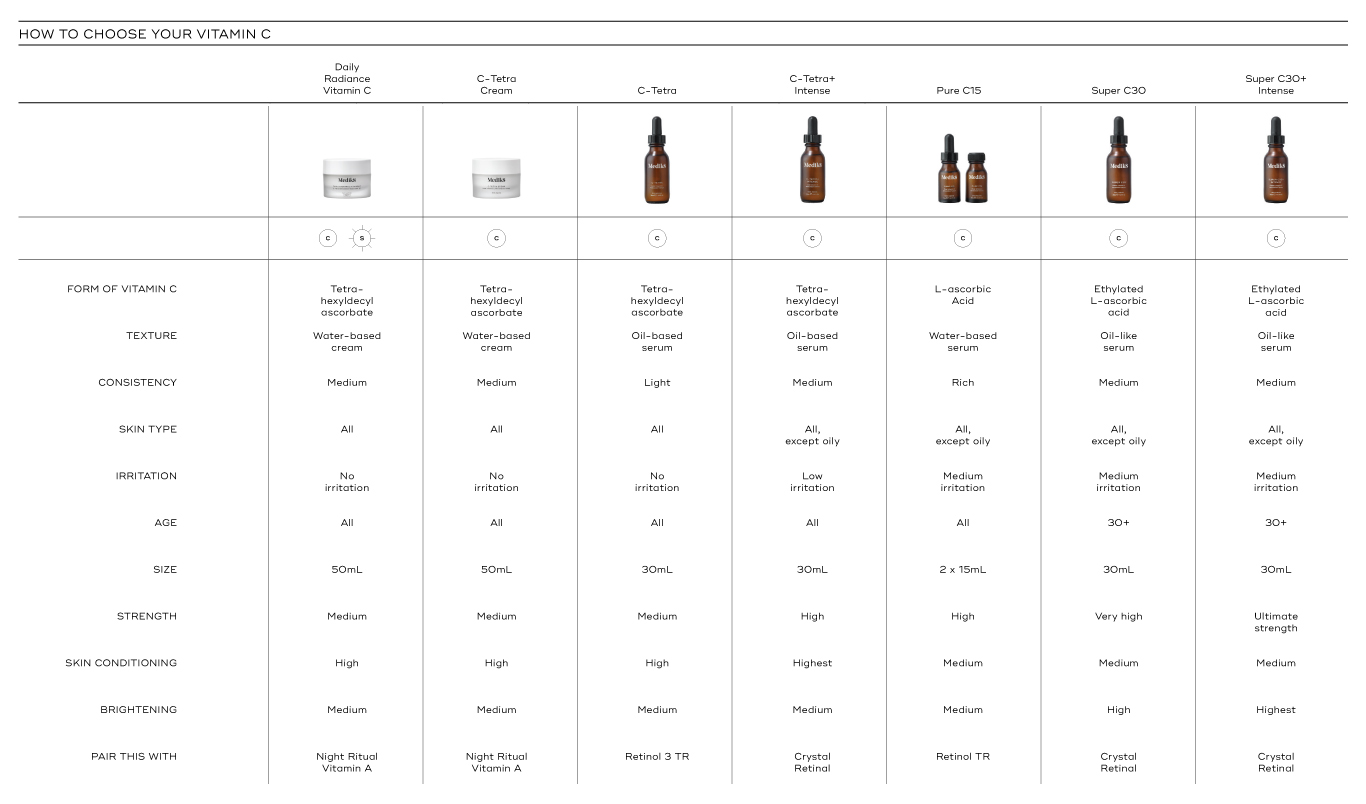 HOW TO CHOOSE YOUR VITAMIN C
Daily
Radiance
Vitamin C
C-Tetra
Cream
C-Tetra
C-Tetra+
Intense
Pure C15
Super C30
Super C30+
Intense
Medik8
Medik8
Medik8
Medik8
Medik8
Medik8
Medik8
Medik8
C S C C C C C C
FORM OF VITAMIN C
Tetra-
hexyldecyl
ascorbate
Tetra-
hexyldecyl
ascorbate
Tetra-
hexyldecyl
ascorbate
Tetra-
hexyldecyl
ascorbate
L-ascorbic
Acid
Ethylated
L-ascorbic
acid
Ethylated
L-ascorbic
acid
TEXTURE
Water-based
cream
Water-based
cream
Oil-based
serum
Oil-based
serum
Water-based
serum
Oil-like
serum
Oil-like
serum
CONSISTENCY
Medium
Medium
Light
Medium
Rich
Medium
Medium
SKIN TYPE
All
All
All
All,
except oily
All,
except oily
All,
except oily
All,
except oily
IRRITATION
No
irritation
No
irritation
No
irritation
Low
irritation
Medium
irritation
Medium
irritation
Medium
irritation
AGE
All
All
All
All
All
30+
30+
SIZE
50mL
50mL
30mL
30mL
2 x 15mL
30mL
30mL
STRENGTH
Medium
Medium
Medium
High
High
Very high
Ultimate
strength
SKIN CONDITIONING
High
High
High
Highest
Medium
Medium
Medium
BRIGHTENING
Medium
Medium
Medium
Medium
Medium
High
Highest
PAIR THIS WITH
Night Ritual
Vitamin A
Night Ritual
Vitamin A
Retinol 3 TR
Crystal
Retinal
Retinol TR
Crystal
Retinal
Crystal
Retinal